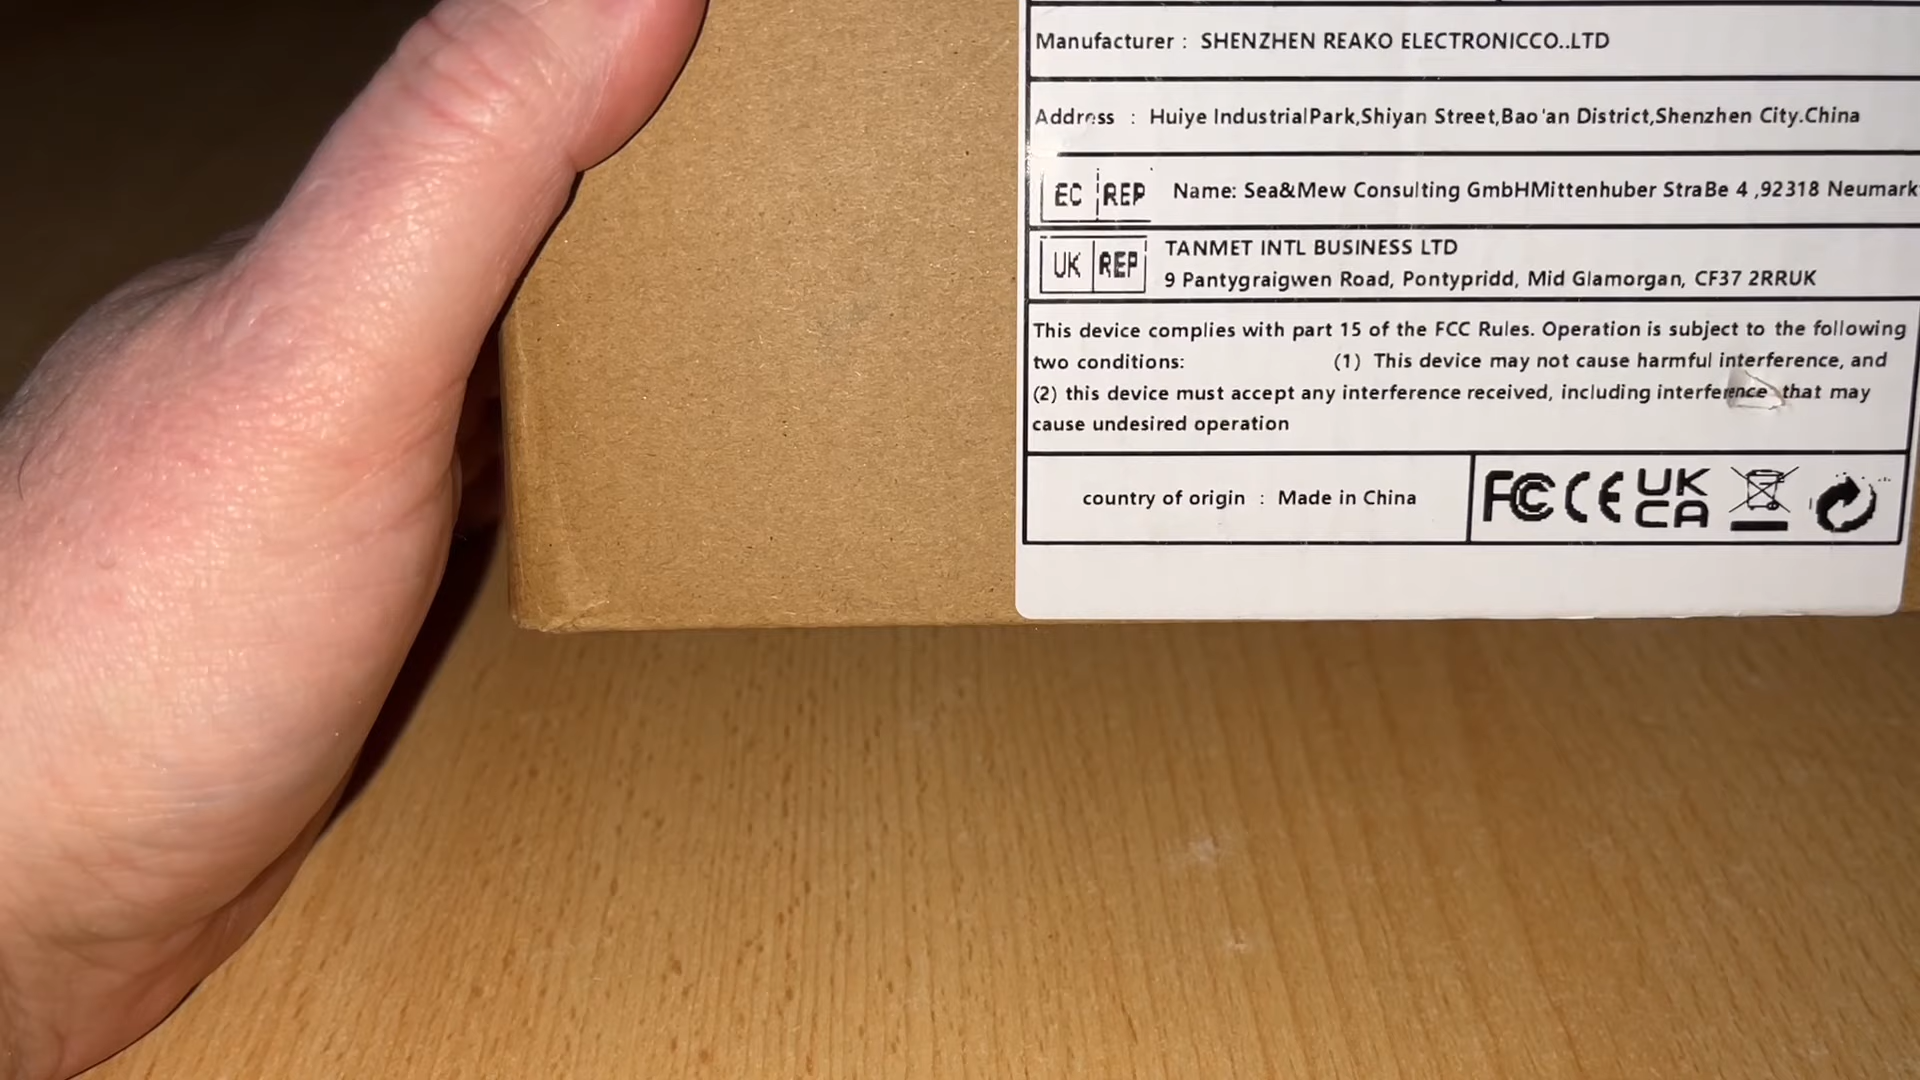 Manufacturer : SHENZHEN REAKO ELECTRONICCO..LTD
Address : Huiye IndustrialPark,Shiyan Street,Bao'an District,Shenzhen City.China
EC REP Name: Sea&Mew Consulting GmbHMittenhuber StraBe 4 ,92318 Neumark
UK REP TANMET INTL BUSINESS LTD
9 Pantygraigwen Road, Pontypridd, Mid Glamorgan, CF37 2RRUK
This device complies with part 15 of the FCC Rules. Operation is subject to the following
two conditions: (1) This device may not cause harmful interference, and
(2) this device must accept any interference received, including interference that may
cause undesired operation
country of origin : Made in China
FC CE UK
CA